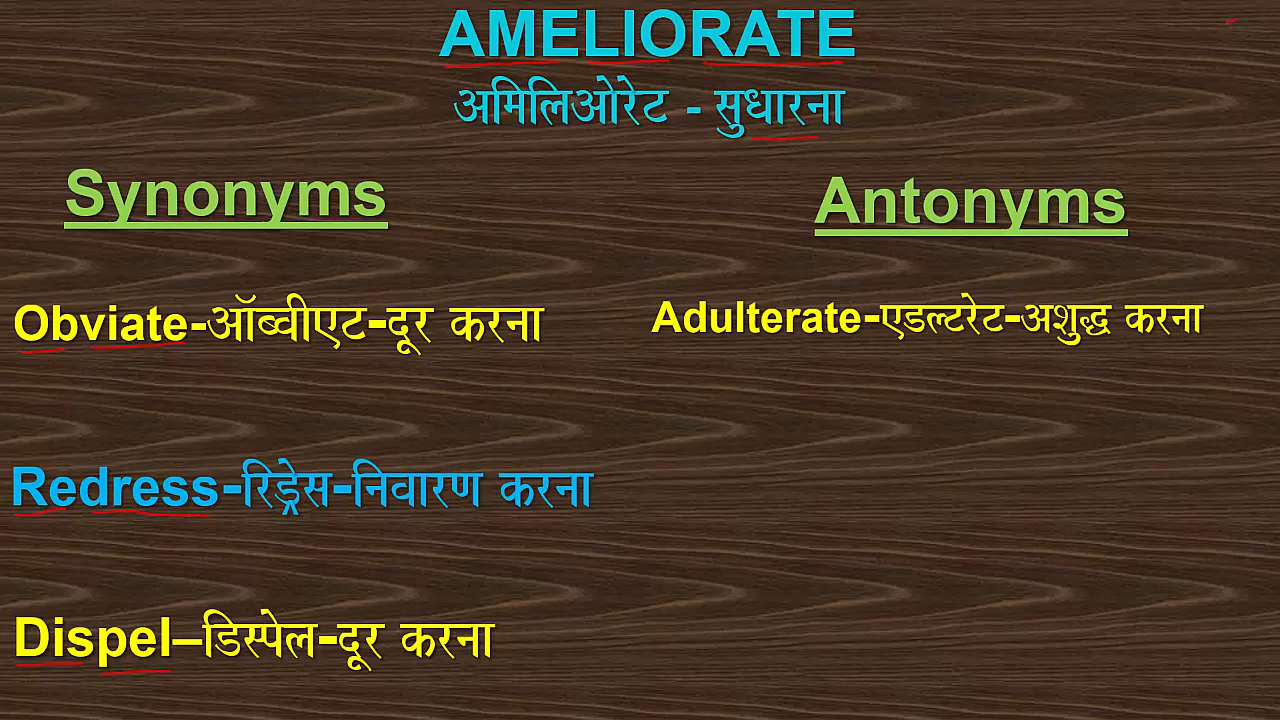 AMELIORATE
अमिलिओरेट - सुधारना
Synonyms
Antonyms
Obviate-ऑब्वीएट-दूर करना
Adulterate-एडल्टरेट-अशुद्ध करना
Redress-रिड्रेस-निवारण करना
Dispel–डिस्पेल-दूर करना